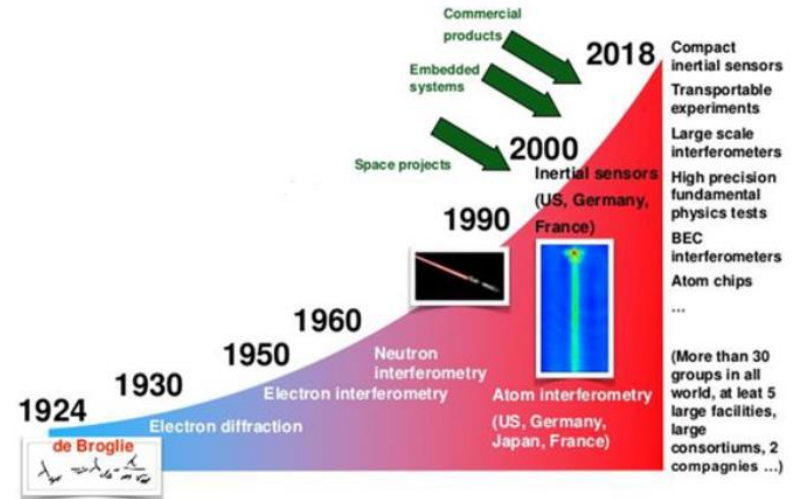 Commercial
products
Embedded
systems
Space projects
2018
2000
Inertial sensors
(US, Germany,
France)
1990
1960
1950
1930
1924
de Broglie
Electron diffraction
Electron interferometry
Neutron
interferometry
Atom interferometry
(US, Germany,
Japan, France)
Compact
inertial sensors
Transportable
experiments
Large scale
interferometers
High precision
fundamental
physics tests
BEC
interferometers
Atom chips
...
(More than 30
groups in all
world, at leat 5
large facilities,
large
consortiums, 2
compagnies ...)